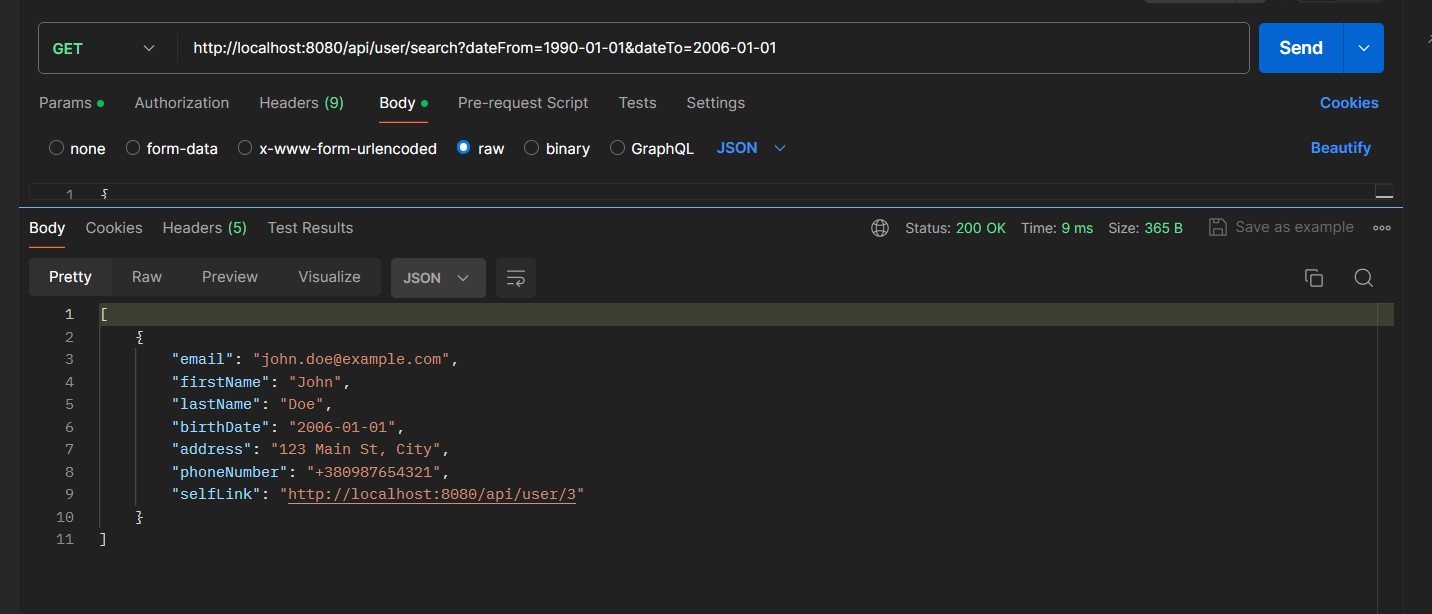 GET http://localhost:8080/api/user/search?dateFrom=1990-01-01&dateTo=2006-01-01 Send
Params Authorization Headers (9) Body Pre-request Script Tests Settings Cookies
none form-data x-www-form-urlencoded raw binary GraphQL JSON Beautify
1 {
Body Cookies Headers (5) Test Results Status: 200 OK Time: 9 ms Size: 365 B Save as example
Pretty Raw Preview Visualize JSON
1 [
2 {
3 "email": "john.doe@example.com",
4 "firstName": "John",
5 "lastName": "Doe",
6 "birthDate": "2006-01-01",
7 "address": "123 Main St, City",
8 "phoneNumber": "+380987654321",
9 "selfLink": "http://localhost:8080/api/user/3"
10 }
11 ]